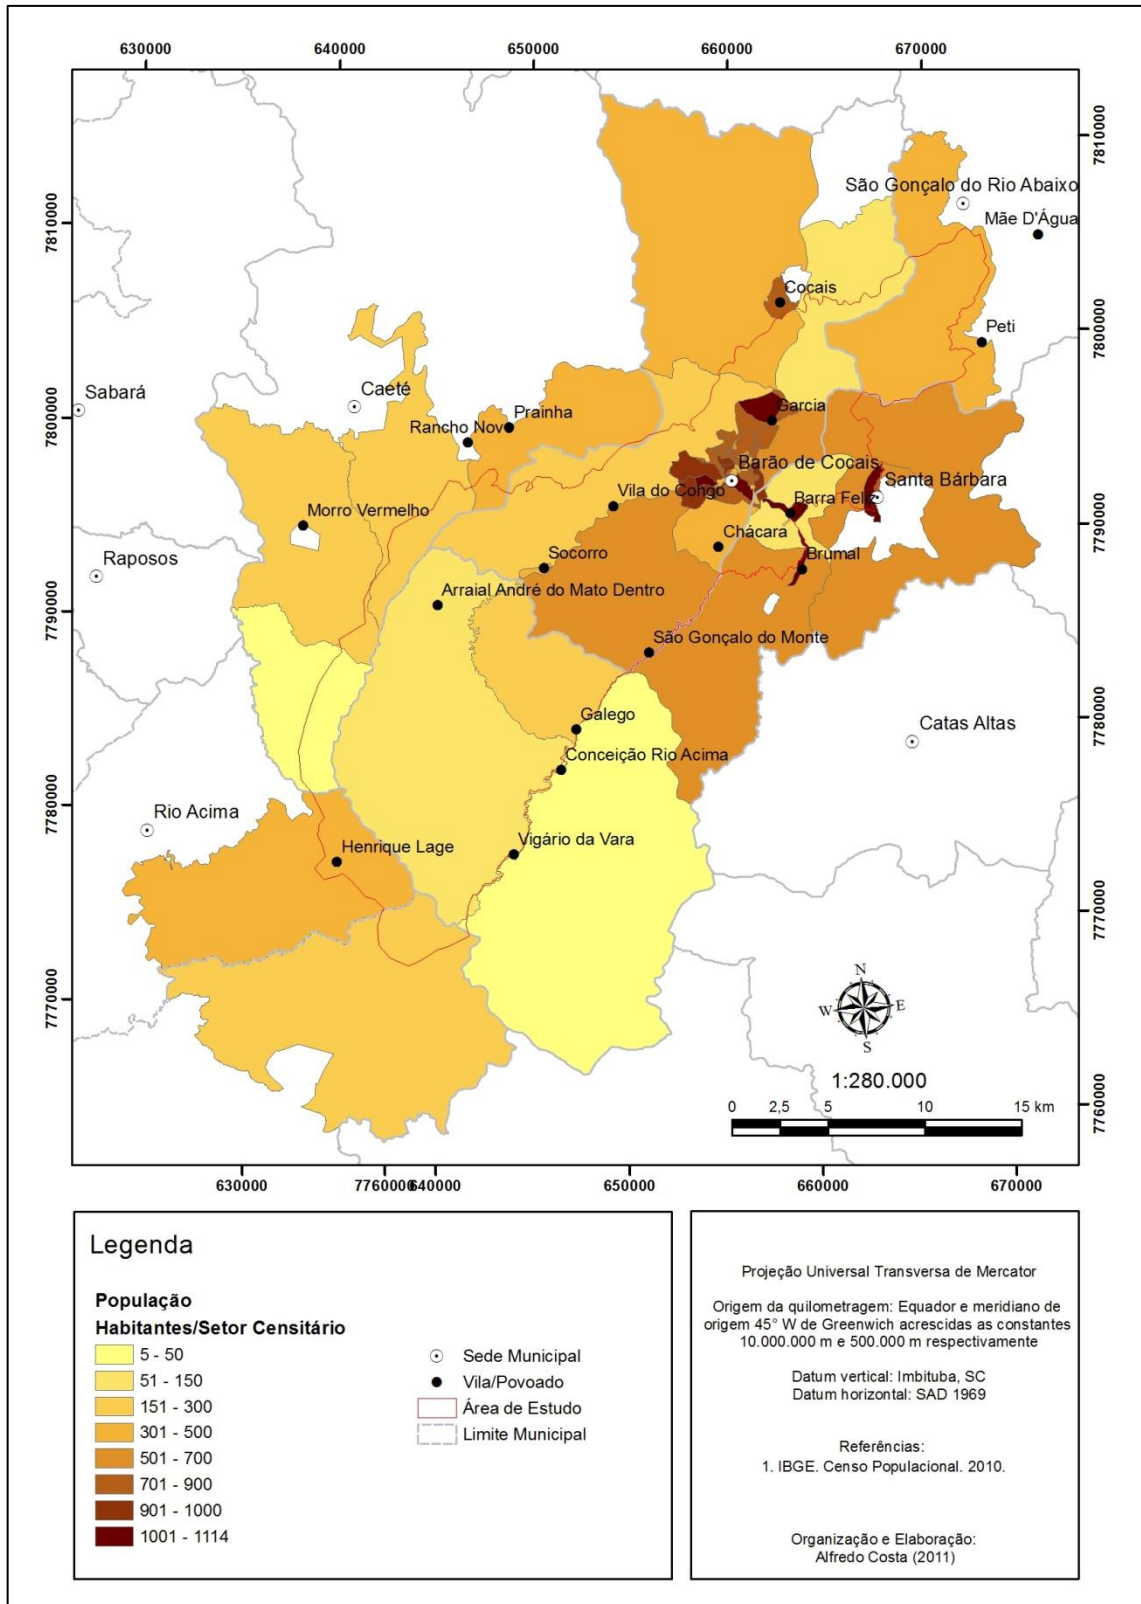 630000 640000 650000 660000 670000
7810000
7810000
São Gonçalo do Rio Abaixo
Mãe D'Água
Cocais
7800000
Peti
Sabará
Caeté
7800000
Rancho Nov
Prainha
Garcia
Barão de Cocais
Santa Bárbara
Vila do Congo
Barra Feliz
Morro Vermelho
7790000
Chácara
Raposos
Socorro
Brumal
Arraial André do Mato Dentro
7790000
São Gonçalo do Monte
Galego
7780000
Catas Altas
Conceição Rio Acima
7780000
Rio Acima
Henrique Lage
Vigário da Vara
7770000
N
W E
S
7770000
1:280.000
0 2,5 5 10 15 km
7760000
630000 7760000 640000 650000 660000 670000
Legenda
População
Habitantes/Setor Censitário
5 - 50
51 - 150
151 - 300
301 - 500
501 - 700
701 - 900
901 - 1000
1001 - 1114
Sede Municipal
Vila/Povoado
Área de Estudo
Limite Municipal
Projeção Universal Transversa de Mercator
Origem da quilometragem: Equador e meridiano de
origem 45° W de Greenwich acrescidas as constantes
10.000.000 m e 500.000 m respectivamente
Datum vertical: Imbituba, SC
Datum horizontal: SAD 1969
Referências:
1. IBGE. Censo Populacional. 2010.
Organização e Elaboração:
Alfredo Costa (2011)